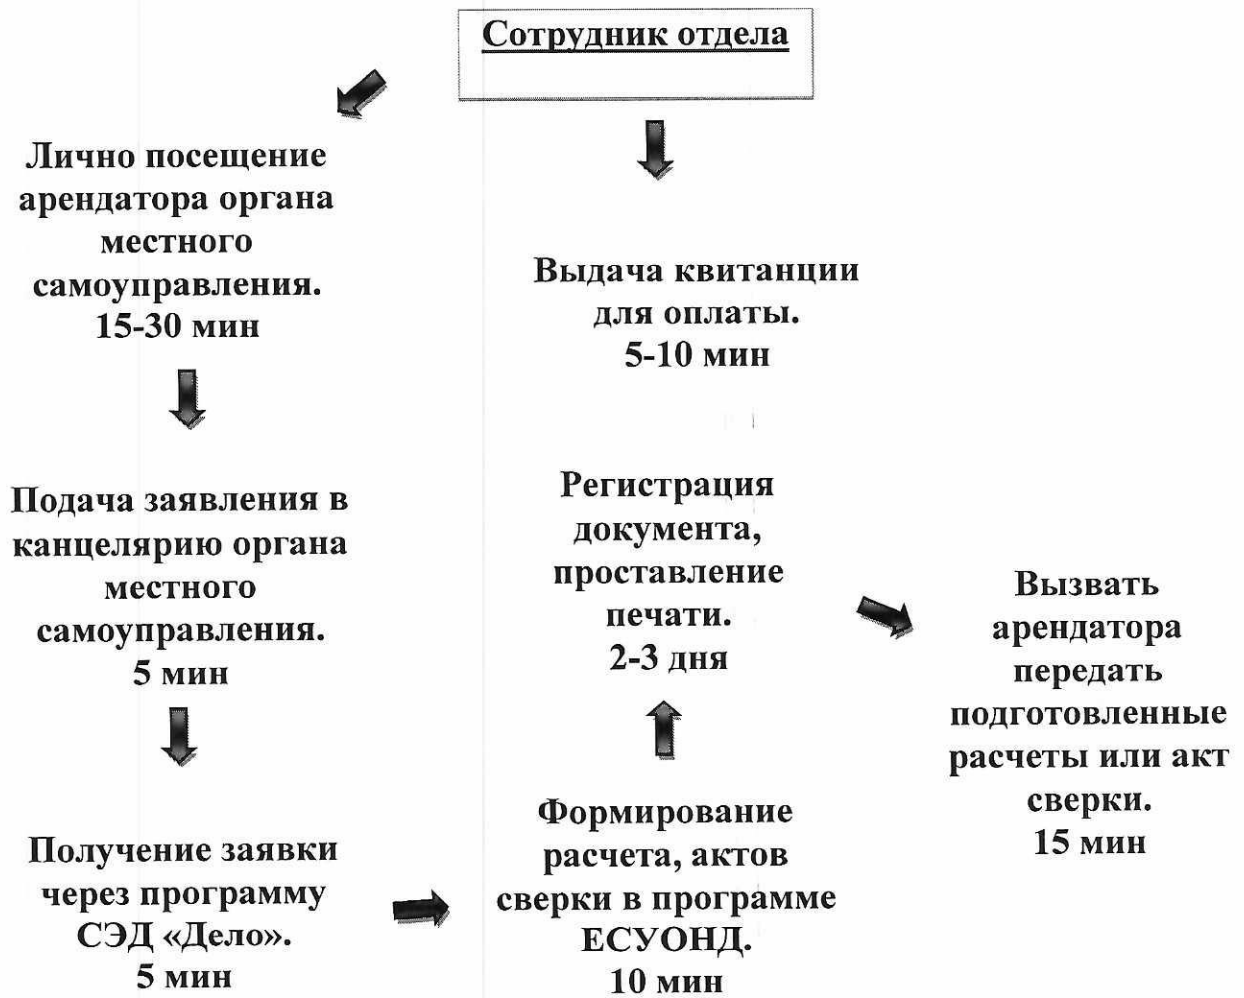 Сотрудник отдела
Лично посещение
арендатора органа
местного
самоуправления.
15-30 мин
Выдача квитанции
для оплаты.
5-10 мин
Подача заявления в
канцелярию органа
местного
самоуправления.
5 мин
Получение заявки
через программу
СЭД «Дело».
5 мин
Формирование
расчета, актов
сверки в программе
ЕСУОНД.
10 мин
Регистрация
документа,
проставление
печати.
2-3 дня
Вызвать
арендатора
передать
подготовленные
расчеты или акт
сверки.
15 мин